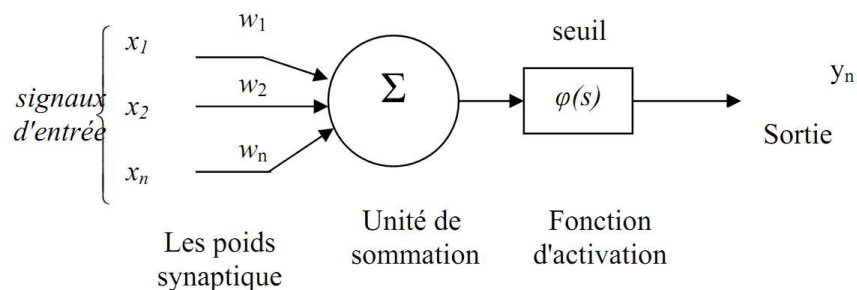 w1
seuil
x1
yn
Σ
signaux
d'entrée
x2
w2
φ(s)
Sortie
wn
xn
Les poids
synaptique
Unité de
sommation
Fonction
d'activation